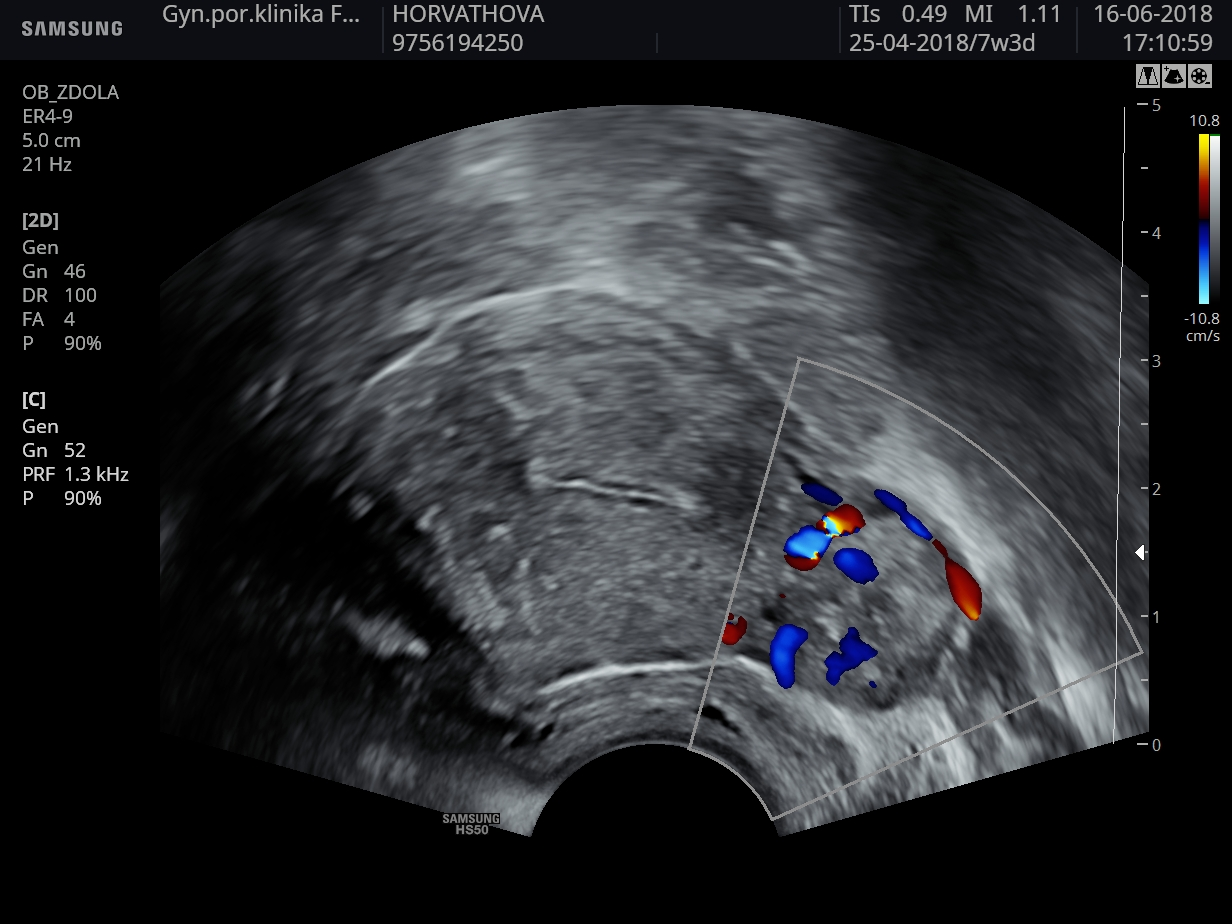 SAMSUNG
Gyn.por.klinika F...
HORVATHOVA
9756194250
TIs 0.49 MI 1.11
25-04-2018/7w3d
16-06-2018
17:10:59
OB_ZDOLA
ER4-9
5.0 cm
21 Hz
[2D]
Gen
Gn 46
DR 100
FA 4
P 90%
[C]
Gen
Gn 52
PRF 1.3 kHz
P 90%
5
4
3
2
1
0
10.8
-10.8
cm/s
SAMSUNG
HS50